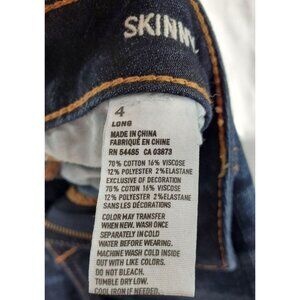 SKINNY
4
LONG
MADE IN CHINA
FABRIQUÉ EN CHINE
RN 54485 CA 03873
70% COTTON 16% VISCOSE
12% POLYESTER 2%ELASTANE
EXCLUSIVE OF DECORATION
70% COTON 16% VISCOSE
12% POLYESTER 2%ÉLASTANE
SANS LES DÉCORATIONS
COLOR MAY TRANSFER
WHEN NEW. WASH ONCE
SEPARATELY IN COLD
WATER BEFORE WEARING.
MACHINE WASH COLD INSIDE
OUT WITH LIKE COLORS.
DO NOT BLEACH.
TUMBLE DRY LOW.
COOL IRON IF NEEDED.